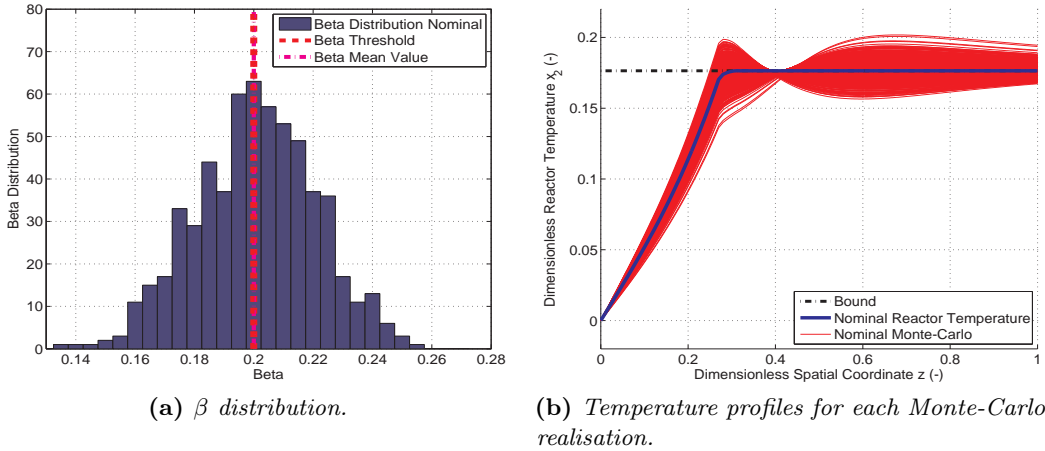 80
70
60
50
40
30
20
10
0
Beta Distribution
Beta Distribution Nominal
Beta Threshold
Beta Mean Value
0.14 0.16 0.18 0.2 0.22 0.24 0.26 0.28
Beta
(a) β distribution.
0.2
0.15
0.1
0.05
0
Dimensionless Reactor Temperature x2 (-)
Bound
Nominal Reactor Temperature
Nominal Monte-Carlo
0 0.2 0.4 0.6 0.8 1
Dimensionless Spatial Coordinate z (-)
(b) Temperature profiles for each Monte-Carlo
realisation.